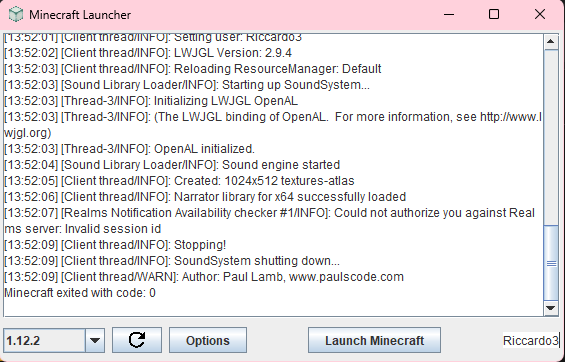 Minecraft Launcher
[13:52:01] [Client thread/INFO]: Setting user: Riccardo3
[13:52:02] [Client thread/INFO]: LWJGL Version: 2.9.4
[13:52:03] [Client thread/INFO]: Reloading ResourceManager: Default
[13:52:03] [Sound Library Loader/INFO]: Starting up SoundSystem...
[13:52:03] [Thread-3/INFO]: Initializing LWJGL OpenAL
[13:52:03] [Thread-3/INFO]: (The LWJGL binding of OpenAL.  For more information, see http://www.l
wjgl.org)
[13:52:03] [Thread-3/INFO]: OpenAL initialized.
[13:52:04] [Sound Library Loader/INFO]: Sound engine started
[13:52:05] [Client thread/INFO]: Created: 1024x512 textures-atlas
[13:52:06] [Client thread/INFO]: Narrator library for x64 successfully loaded
[13:52:07] [Realms Notification Availability checker #1/INFO]: Could not authorize you against Real
ms server: Invalid session id
[13:52:09] [Client thread/INFO]: Stopping!
[13:52:09] [Client thread/INFO]: SoundSystem shutting down...
[13:52:09] [Client thread/WARN]: Author: Paul Lamb, www.paulscode.com
Minecraft exited with code: 0
1.12.2 Options Launch Minecraft Riccardo3